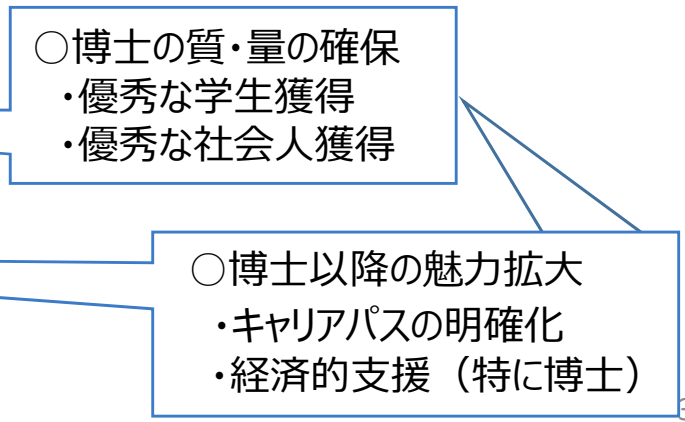 ○博士の質・量の確保
・優秀な学生獲得
・優秀な社会人獲得
○博士以降の魅力拡大
・キャリアパスの明確化
・経済的支援（特に博士）